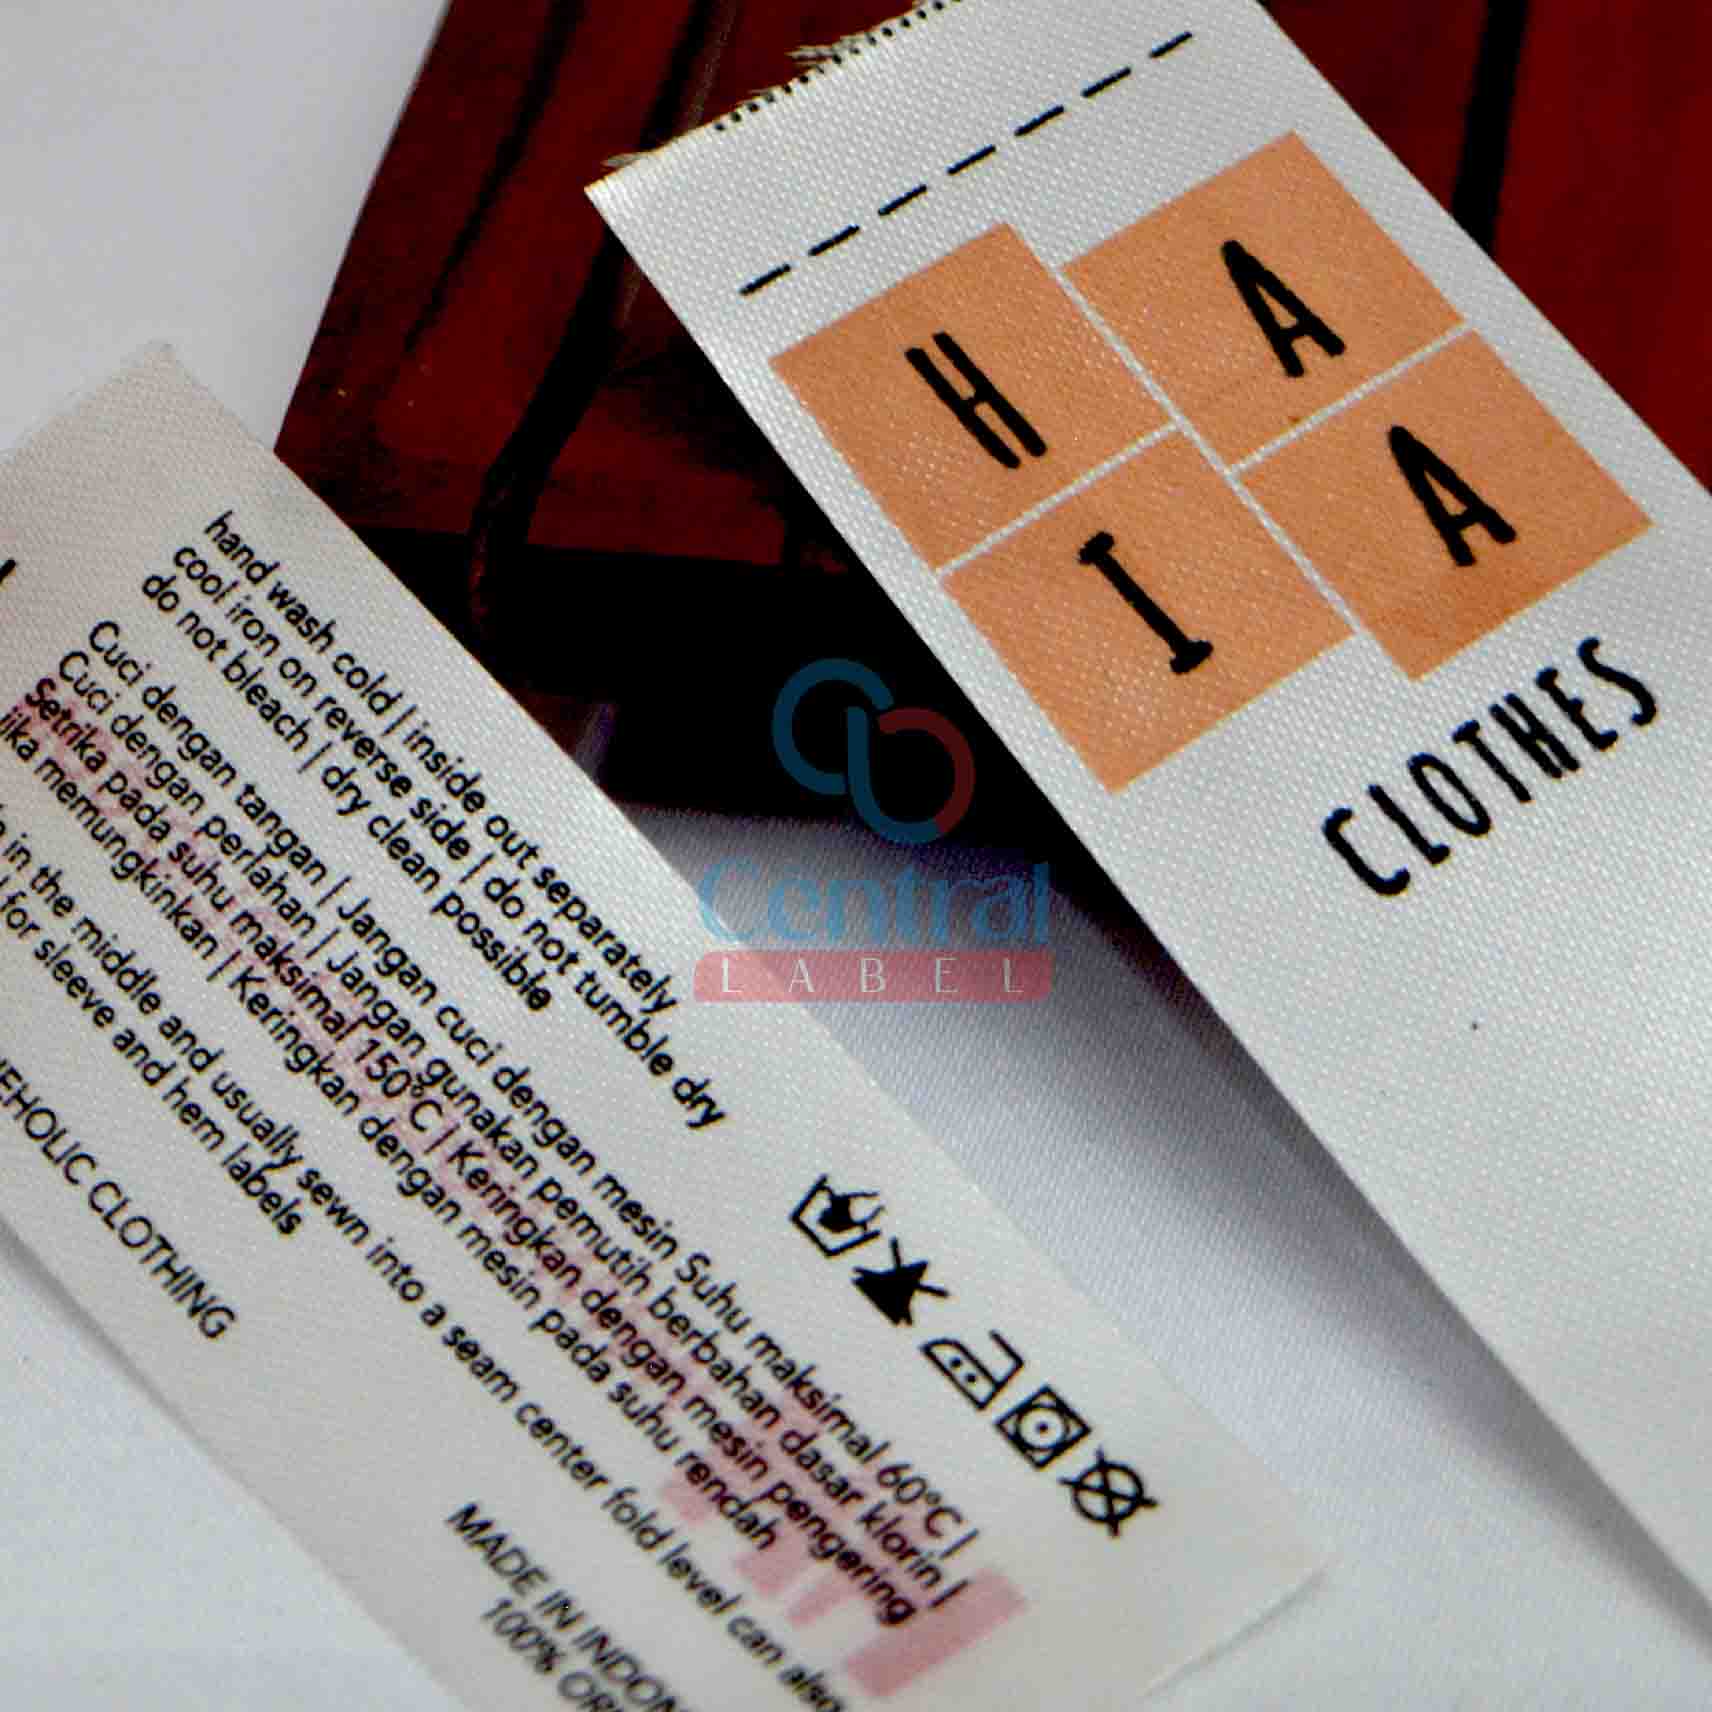 H A
I A
CLOTHES
Central
LABEL
hand wash cold | inside out separately
cool iron on reverse side | do not tumble dry
do not bleach | dry clean possible
Cuci dengan tangan | Jangan cuci dengan mesin Suhu maksimal 60°C |
Cuci dengan perlahan | Jangan gunakan pemutih berbahan dasar klorin |
Setrika pada suhu maksimal 150°C | Keringkan dengan mesin pengering
jika memungkinkan | Keringkan dengan mesin pada suhu rendah
in the middle and usually sewn into a seam center fold level can also
for sleeve and hem labels
CLOTHING
MADE IN
100%